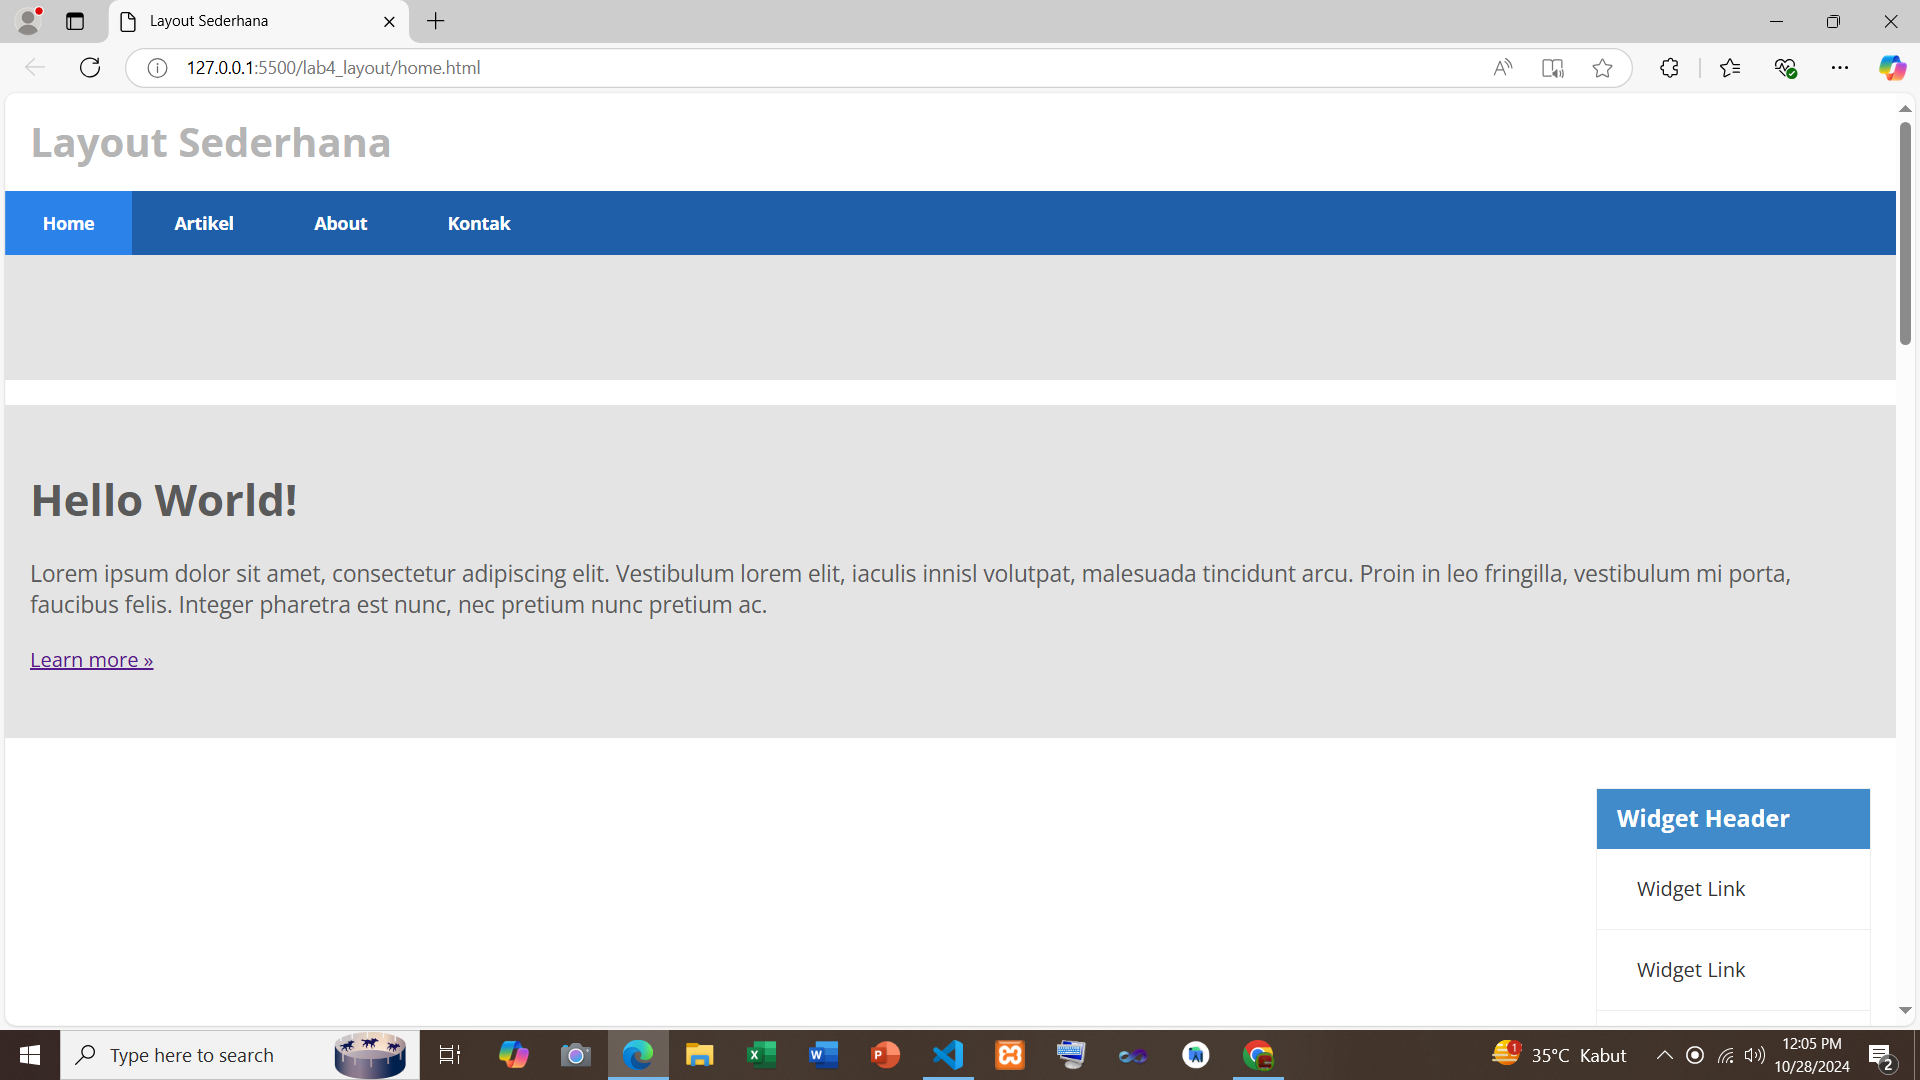 Layout Sederhana
127.0.0.1:5500/lab4_layout/home.html
Layout Sederhana
Home Artikel About Kontak
Hello World!
Lorem ipsum dolor sit amet, consectetur adipiscing elit. Vestibulum lorem elit, iaculis innisl volutpat, malesuada tincidunt arcu. Proin in leo fringilla, vestibulum mi porta,
faucibus felis. Integer pharetra est nunc, nec pretium nunc pretium ac.
Learn more »
Widget Header
Widget Link
Widget Link
Type here to search
1
35°C Kabut
12:05 PM
10/28/2024
2